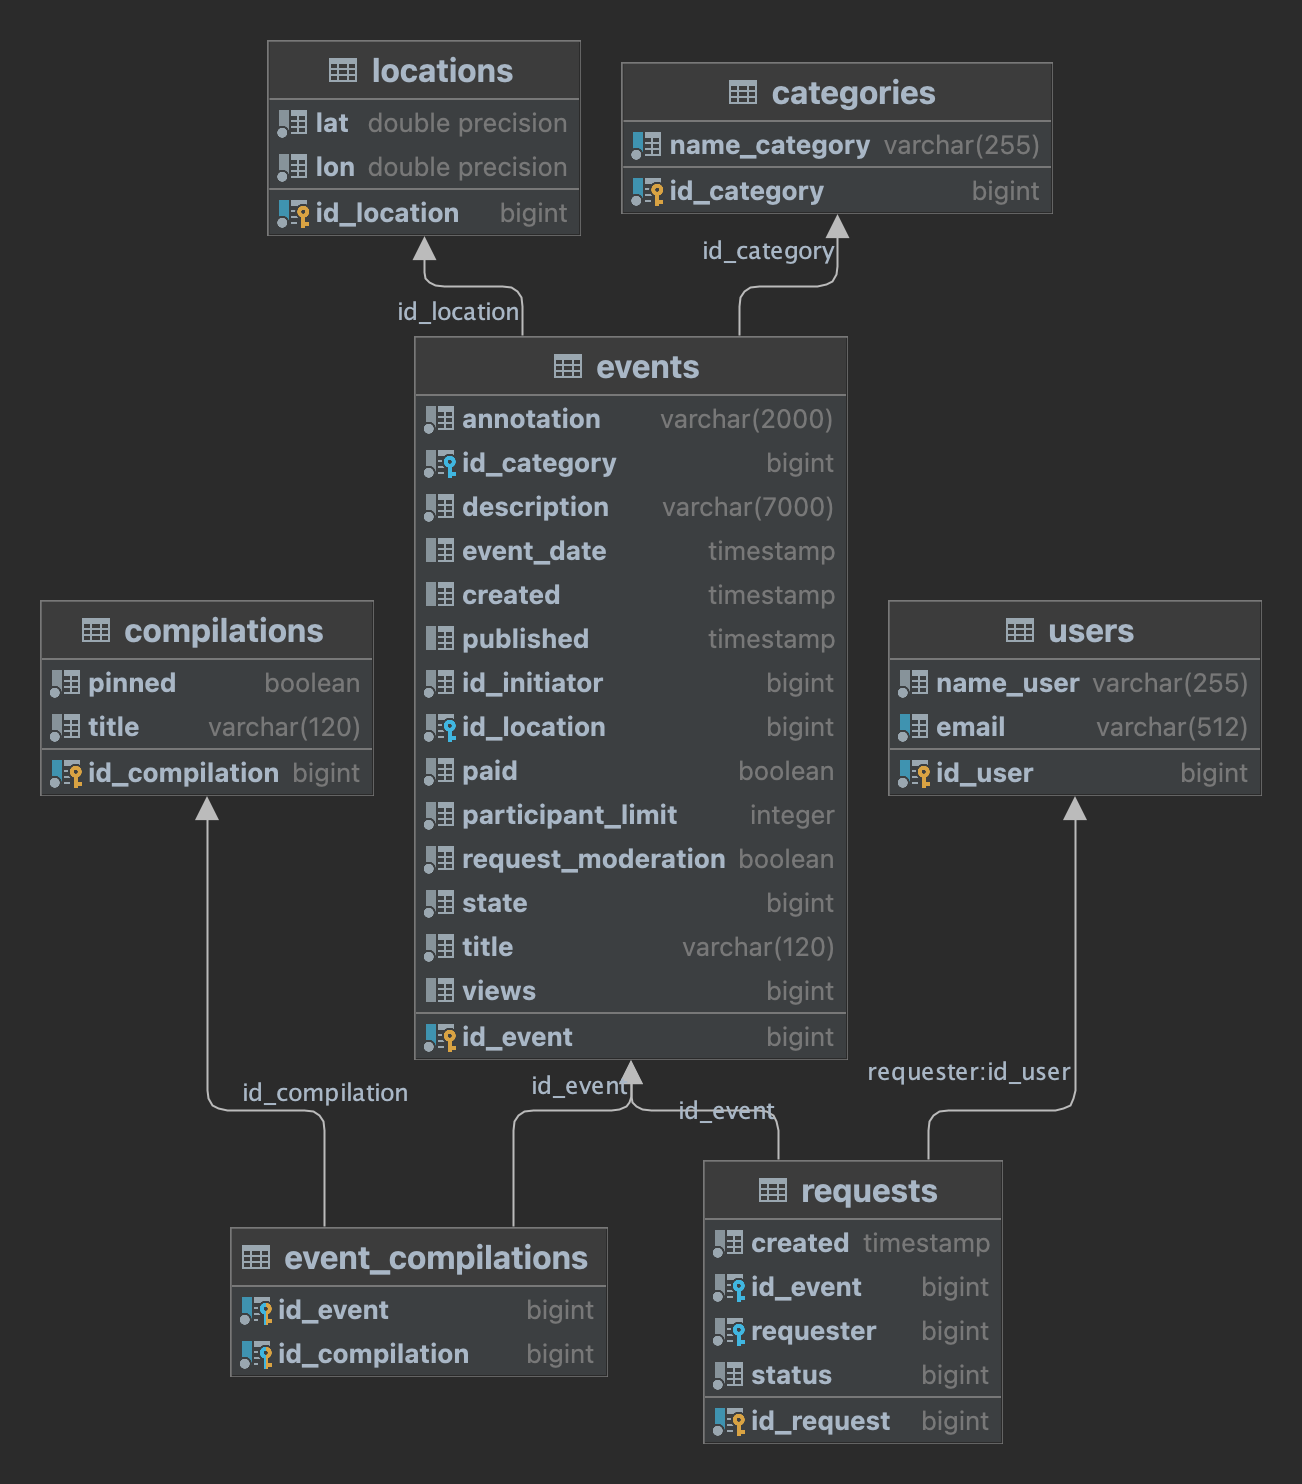 locations
lat double precision
lon double precision
id_location bigint
categories
name_category varchar(255)
id_category bigint
id_category
id_location
events
annotation varchar(2000)
id_category bigint
description varchar(7000)
event_date timestamp
created timestamp
published timestamp
id_initiator bigint
id_location bigint
paid boolean
participant_limit integer
request_moderation boolean
state bigint
title varchar(120)
views bigint
id_event bigint
compilations
pinned boolean
title varchar(120)
id_compilation bigint
users
name_user varchar(255)
email varchar(512)
id_user bigint
id_compilation
id_event
id_event
requester:id_user
event_compilations
id_event bigint
id_compilation bigint
requests
created timestamp
id_event bigint
requester bigint
status bigint
id_request bigint